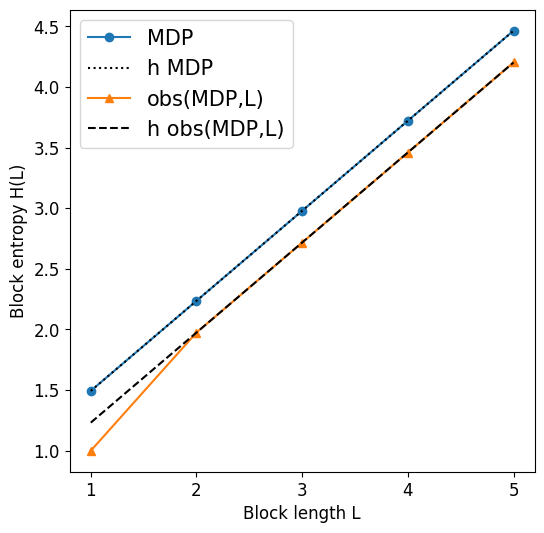 MDP
h MDP
obs(MDP,L)
h obs(MDP,L)
4.5
4.0
3.5
3.0
2.5
2.0
1.5
1.0
Block entropy H(L)
1 2 3 4 5
Block length L